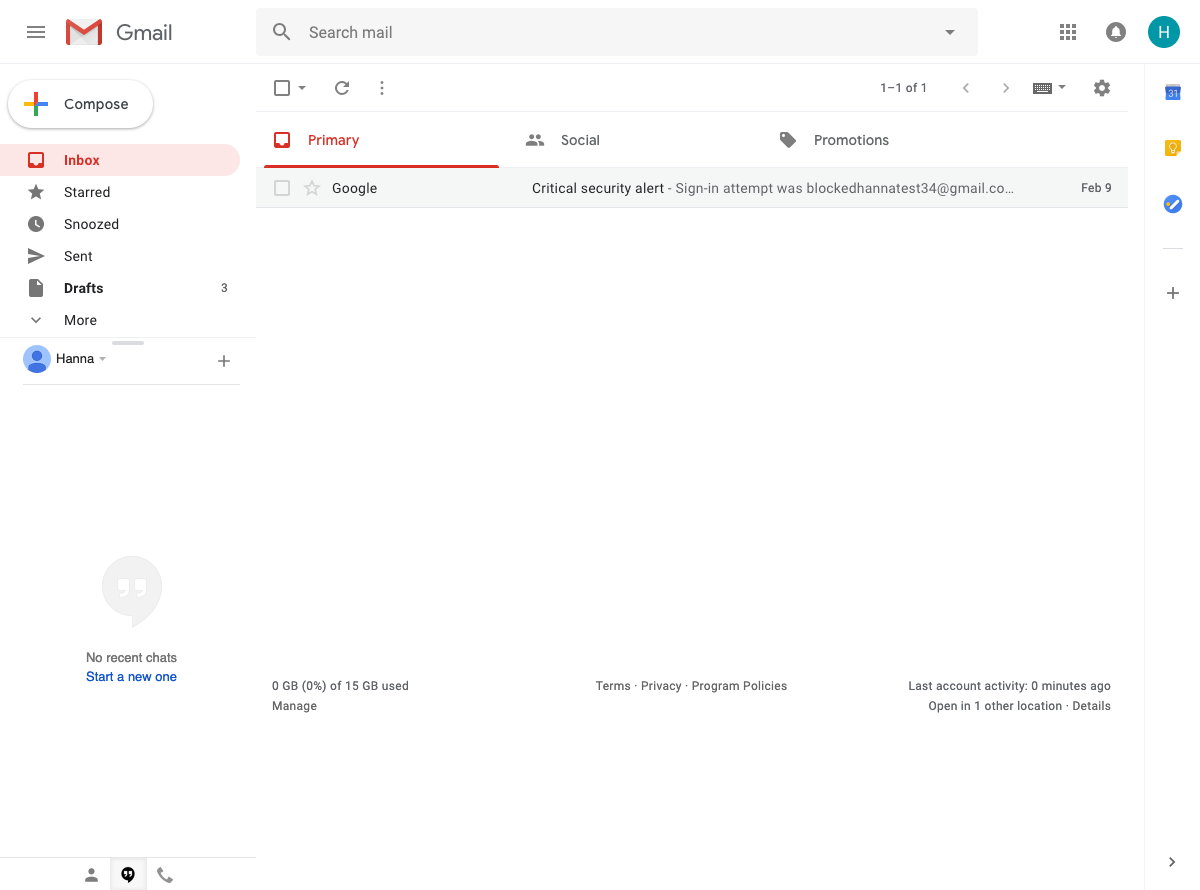 Gmail
Search mail
H
Compose
1–1 of 1
31
Primary
Social
Promotions
Inbox
Starred
Snoozed
Sent
Drafts 3
More
Google Critical security alert - Sign-in attempt was blockedhannatest34@gmail.co… Feb 9
Hanna
No recent chats
Start a new one
0 GB (0%) of 15 GB used
Manage
Terms · Privacy · Program Policies
Last account activity: 0 minutes ago
Open in 1 other location · Details